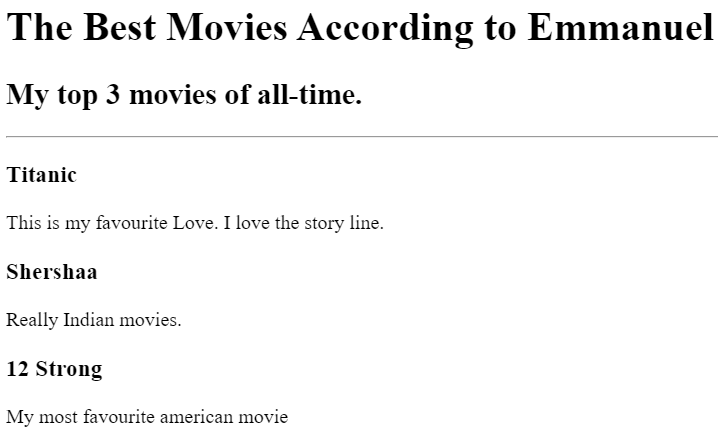 The Best Movies According to Emmanuel
My top 3 movies of all-time.
Titanic
This is my favourite Love. I love the story line.
Shershaa
Really Indian movies.
12 Strong
My most favourite american movie